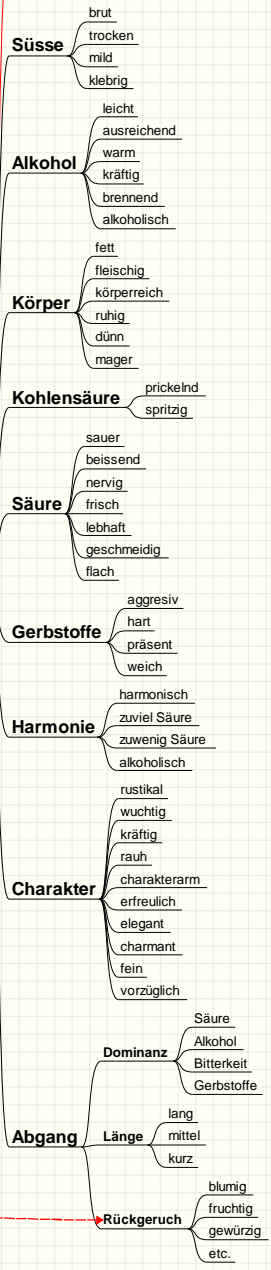 Süsse
brut
trocken
mild
klebrig
Alkohol
leicht
ausreichend
warm
kräftig
brennend
alkoholisch
Körper
fett
fleischig
körperreich
ruhig
dünn
mager
Kohlensäure
prickelnd
spritzig
Säure
sauer
beissend
nervig
frisch
lebhaft
geschmeidig
flach
Gerbstoffe
aggresiv
hart
präsent
weich
Harmonie
harmonisch
zuviel Säure
zuwenig Säure
alkoholisch
Charakter
rustikal
wuchtig
kräftig
rauh
charakterarm
erfreulich
elegant
charmant
fein
vorzüglich
Abgang
Dominanz
Säure
Alkohol
Bitterkeit
Gerbstoffe
Länge
lang
mittel
kurz
Rückgeruch
blumig
fruchtig
gewürzig
etc.